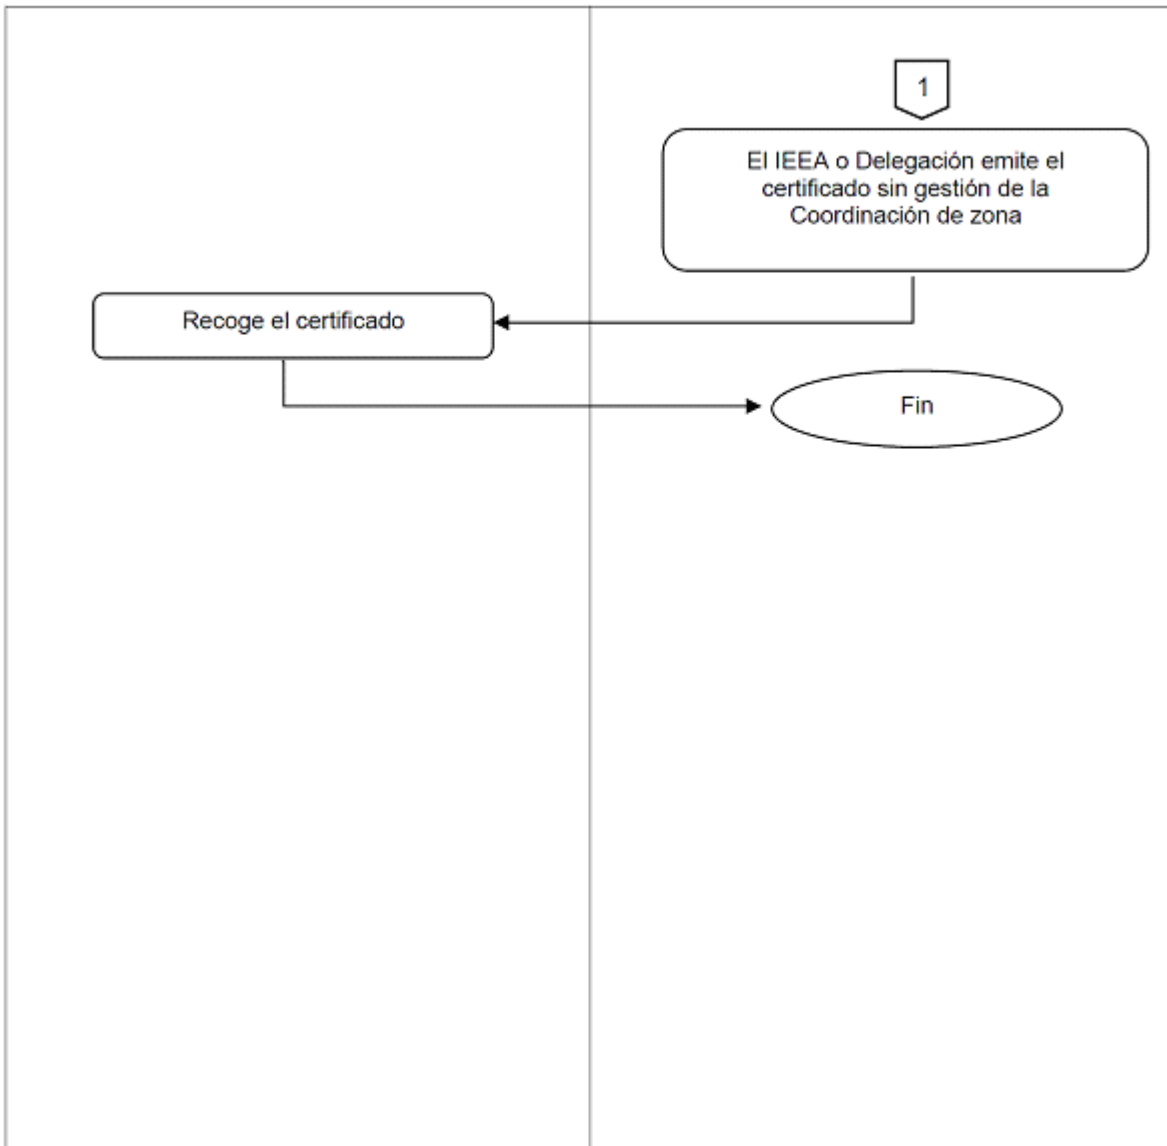 1
El IEEA o Delegación emite el
certificado sin gestión de la
Coordinación de zona
Recoge el certificado
Fin